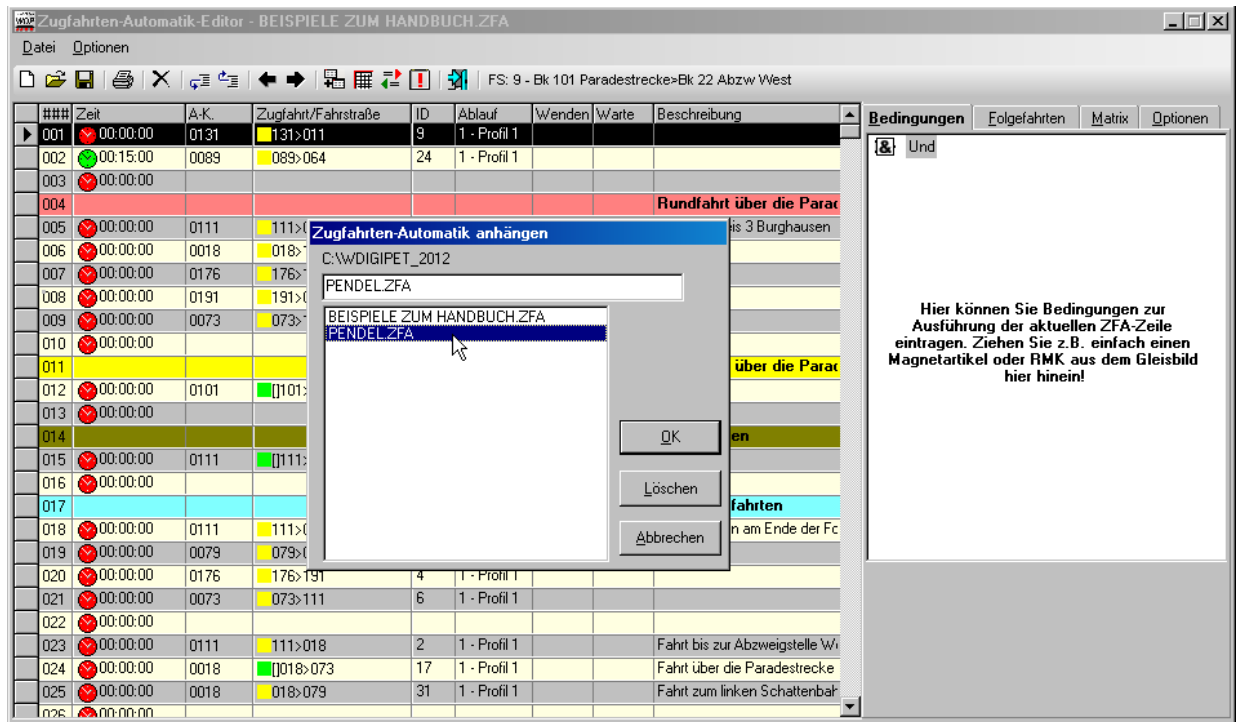 Zugfahrten-Automatik-Editor - BEISPIELE ZUM HANDBUCH.ZFA
Datei Optionen
FS: 9 - Bk 101 Paradestrecke>Bk 22 Abzw West
### Zeit A-K. Zugfahrt/Fahrstraße ID Ablauf Wenden Warte Beschreibung
001 00:00:00 0131 131>011 9 1 - Profil 1
002 00:15:00 0089 089>064 24 1 - Profil 1
003 00:00:00
004 Rundfahrt über die Parad
005 00:00:00 0111 111>0 is 3 Burghausen
006 00:00:00 0018 018>
007 00:00:00 0176 176>
008 00:00:00 0191 191>0
009 00:00:00 0073 073>
010 00:00:00
011 über die Parad
012 00:00:00 0101 []101>
013 00:00:00
014 en
015 00:00:00 0111 []111>
016 00:00:00
017 fahrten
018 00:00:00 0111 111>0 n am Ende der Fo
019 00:00:00 0079 079>0
020 00:00:00 0176 176>191 4 1 - Profil 1
021 00:00:00 0073 073>111 6 1 - Profil 1
022 00:00:00
023 00:00:00 0111 111>018 2 1 - Profil 1 Fahrt bis zur Abzweigstelle We
024 00:00:00 0018 []018>073 17 1 - Profil 1 Fahrt über die Paradestrecke
025 00:00:00 0018 018>079 31 1 - Profil 1 Fahrt zum linken Schattenbah
026 00:00:00
Zugfahrten-Automatik anhängen
C:\WDIGIPET_2012
PENDEL.ZFA
BEISPIELE ZUM HANDBUCH.ZFA
PENDEL.ZFA
OK
Löschen
Abbrechen
Bedingungen Folgefahrten Matrix Optionen
{&} Und
Hier können Sie Bedingungen zur
Ausführung der aktuellen ZFA-Zeile
eintragen. Ziehen Sie z.B. einfach einen
Magnetartikel oder RMK aus dem Gleisbild
hier hinein!